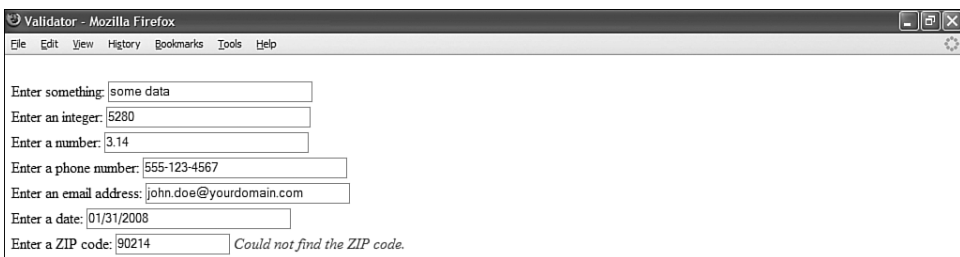 Validator - Mozilla Firefox
File Edit View History Bookmarks Tools Help
Enter something: some data
Enter an integer: 5280
Enter a number: 3.14
Enter a phone number: 555-123-4567
Enter an email address: john.doe@yourdomain.com
Enter a date: 01/31/2008
Enter a ZIP code: 90214 Could not find the ZIP code.